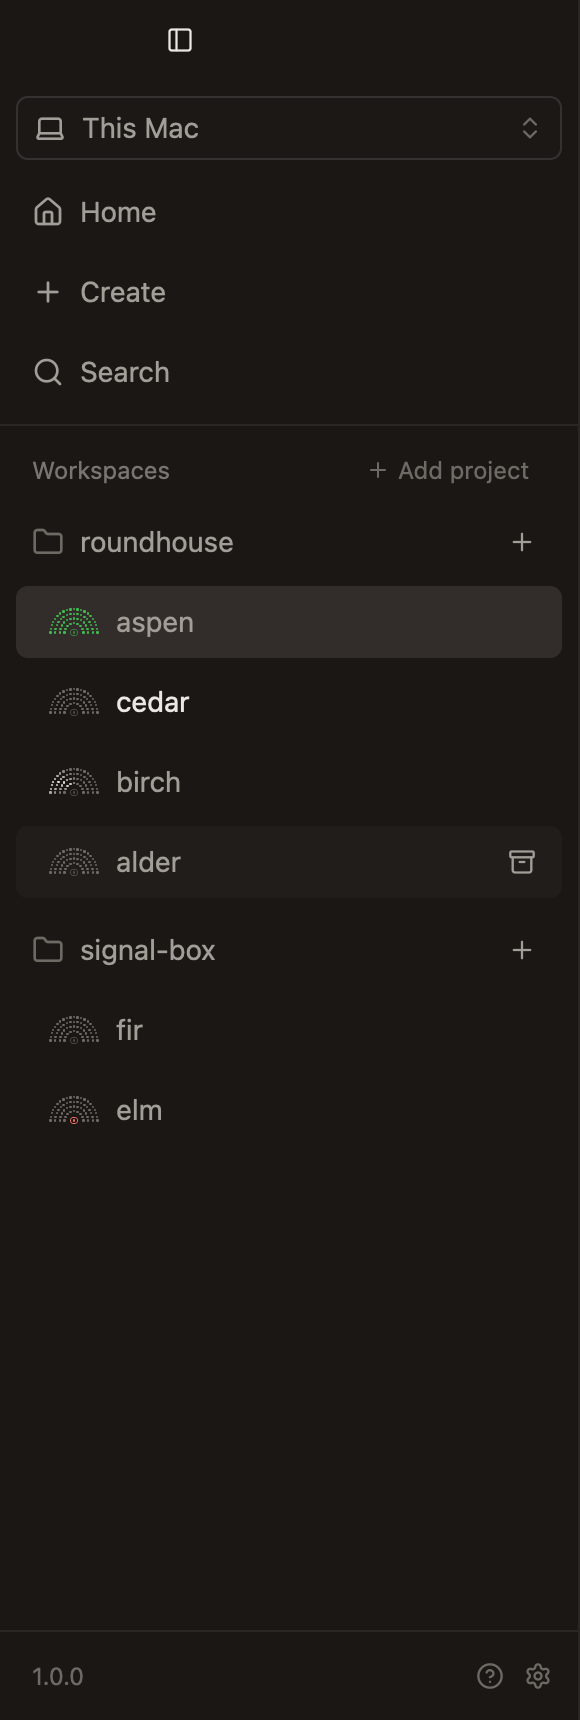 This Mac
Home
Create
Search
Workspaces
Add project
roundhouse
aspen
cedar
birch
alder
signal-box
fir
elm
1.0.0